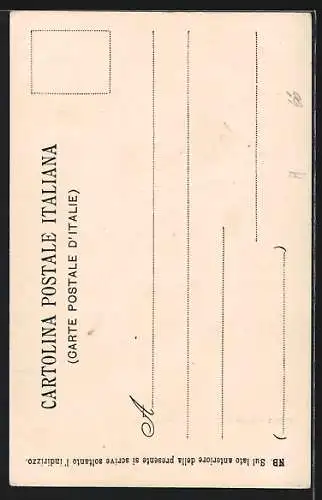 CARTOLINA POSTALE ITALIANA
(CARTE POSTALE D'ITALIE)
A
( )
NB. Sul lato anteriore della presente si scrive soltanto l' indirizzo.